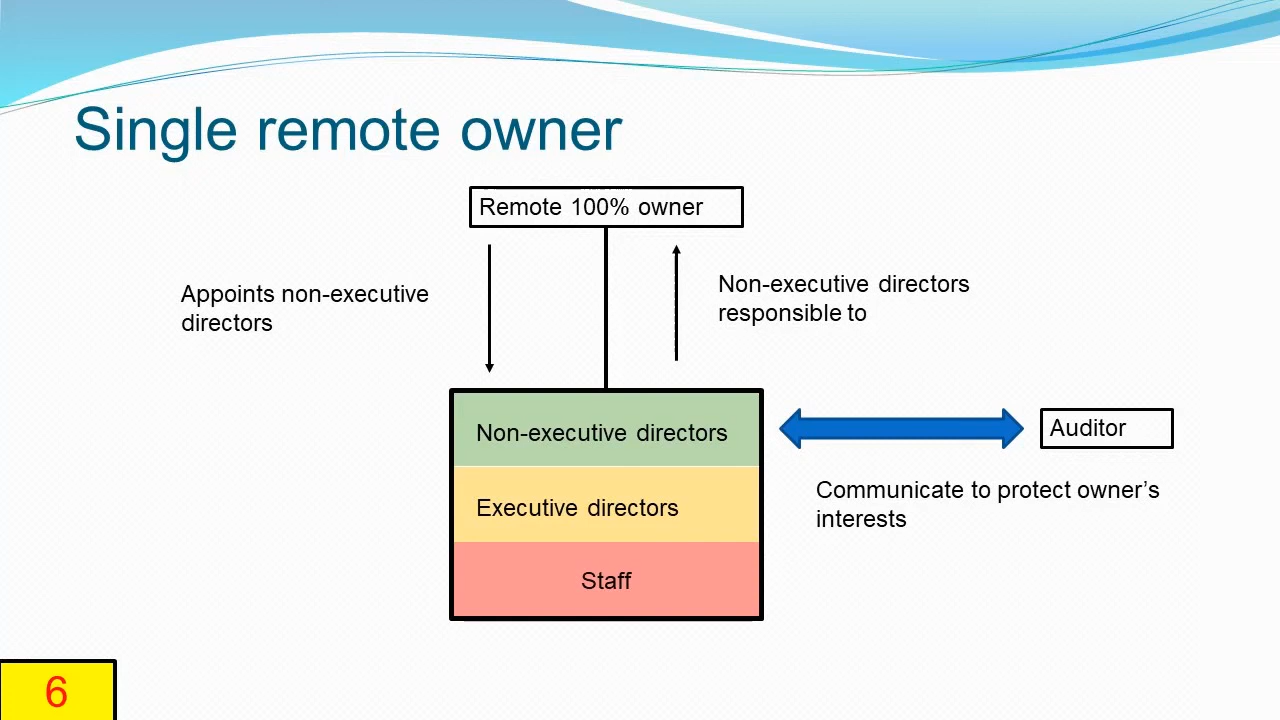 Single remote owner
Remote 100% owner
Appoints non-executive
directors
Non-executive directors
responsible to
Non-executive directors
Auditor
Communicate to protect owner’s
interests
Executive directors
Staff
6